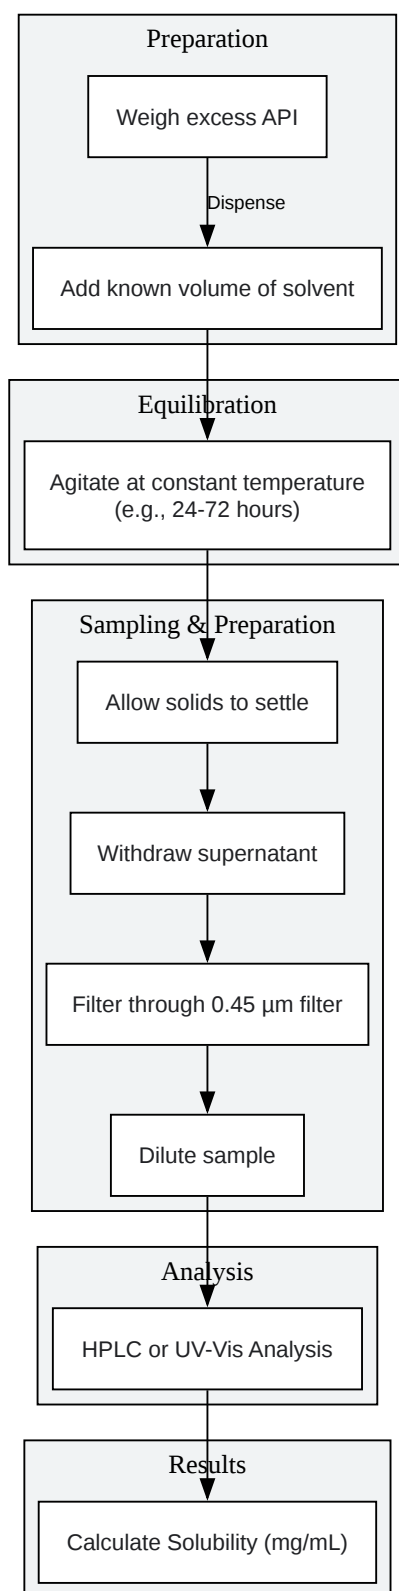 Preparation
Weigh excess API
Dispense
Add known volume of solvent
Equilibration
Agitate at constant temperature
(e.g., 24-72 hours)
Sampling & Preparation
Allow solids to settle
Withdraw supernatant
Filter through 0.45 µm filter
Dilute sample
Analysis
HPLC or UV-Vis Analysis
Results
Calculate Solubility (mg/mL)